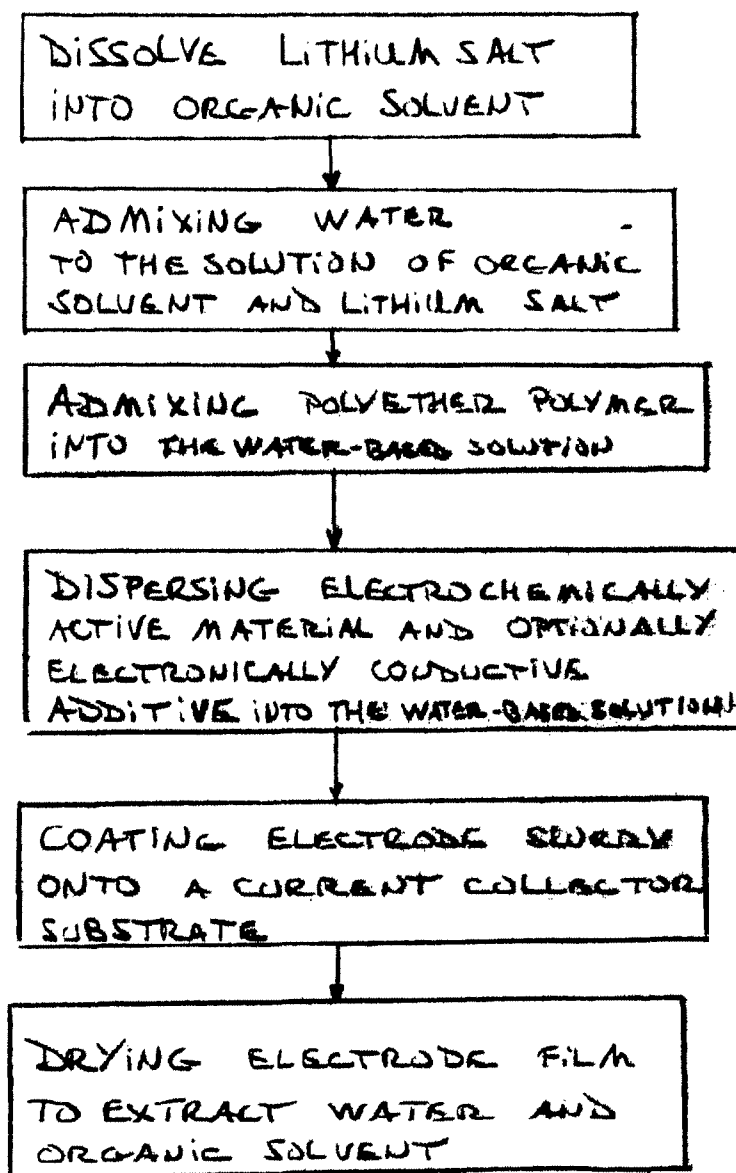 DISSOLVE LITHIUM SALT
INTO ORGANIC SOLVENT
ADMIXING WATER
TO THE SOLUTION OF ORGANIC
SOLVENT AND LITHIUM SALT
ADMIXING POLYETHER POLYMER
INTO THE WATER-BASED SOLUTION
DISPERSING ELECTROCHEMICALLY
ACTIVE MATERIAL AND OPTIONALLY
ELECTRONICALLY CONDUCTIVE
ADDITIVE INTO THE WATER-BASED SOLUTION
COATING ELECTRODE SLURRY
ONTO A CURRENT COLLECTOR
SUBSTRATE
DRYING ELECTRODE FILM
TO EXTRACT WATER AND
ORGANIC SOLVENT